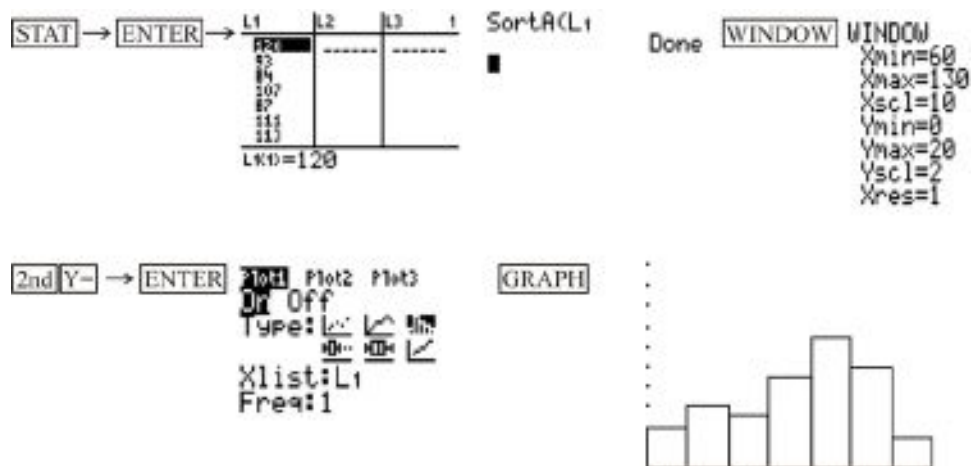 STAT → ENTER →
L1 L2 L3 1
120
93
84
107
87
111
113
L1(1)=120
SortA(L1
Done
WINDOW
WINDOW
Xmin=60
Xmax=130
Xscl=10
Ymin=0
Ymax=20
Yscl=2
Xres=1
2nd Y= → ENTER
Plot1 Plot2 Plot3
On Off
Type:
Xlist:L1
Freq:1
GRAPH